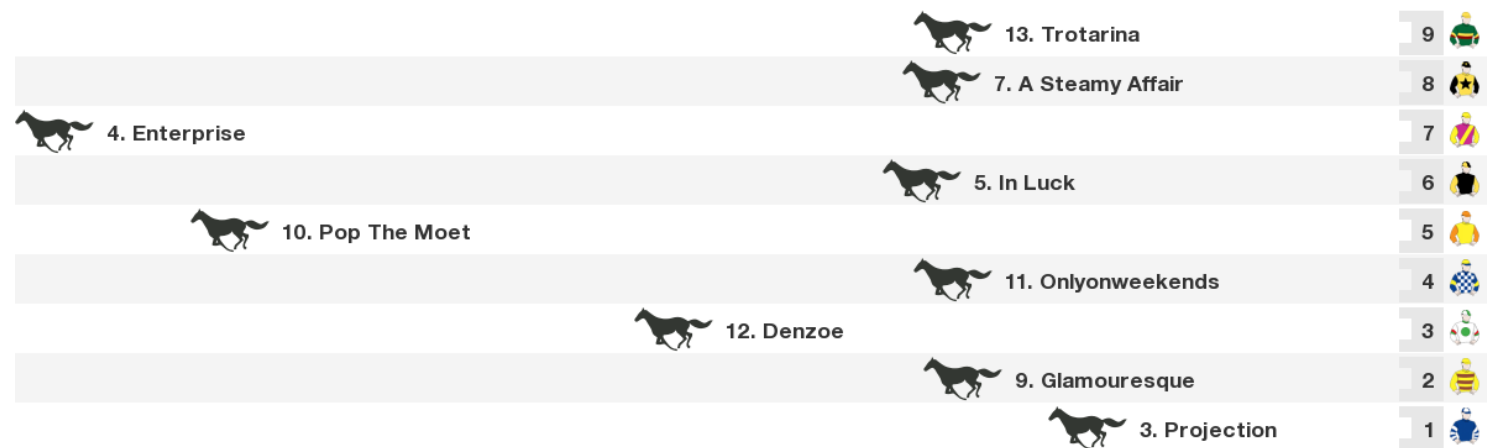 13. Trotarina 9
7. A Steamy Affair 8
4. Enterprise 7
5. In Luck 6
10. Pop The Moet 5
11. Onlyonweekends 4
12. Denzoe 3
9. Glamouresque 2
3. Projection 1